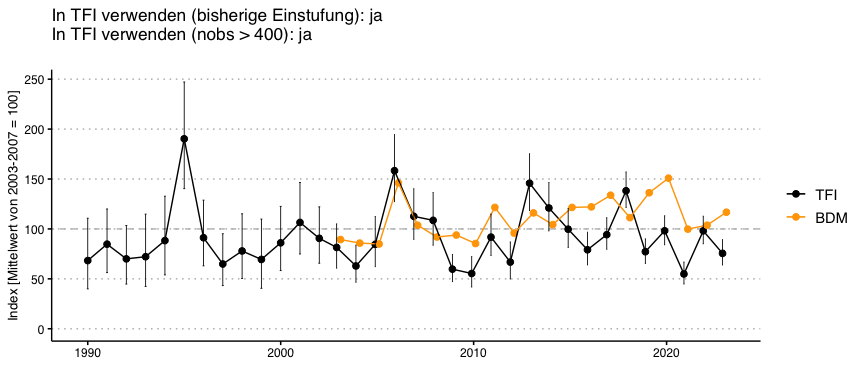 In TFI verwenden (bisherige Einstufung): ja
In TFI verwenden (nobs > 400): ja
Index [Mittelwert von 2003-2007 = 100]
250
200
150
100
50
0
1990
2000
2010
2020
TFI
BDM